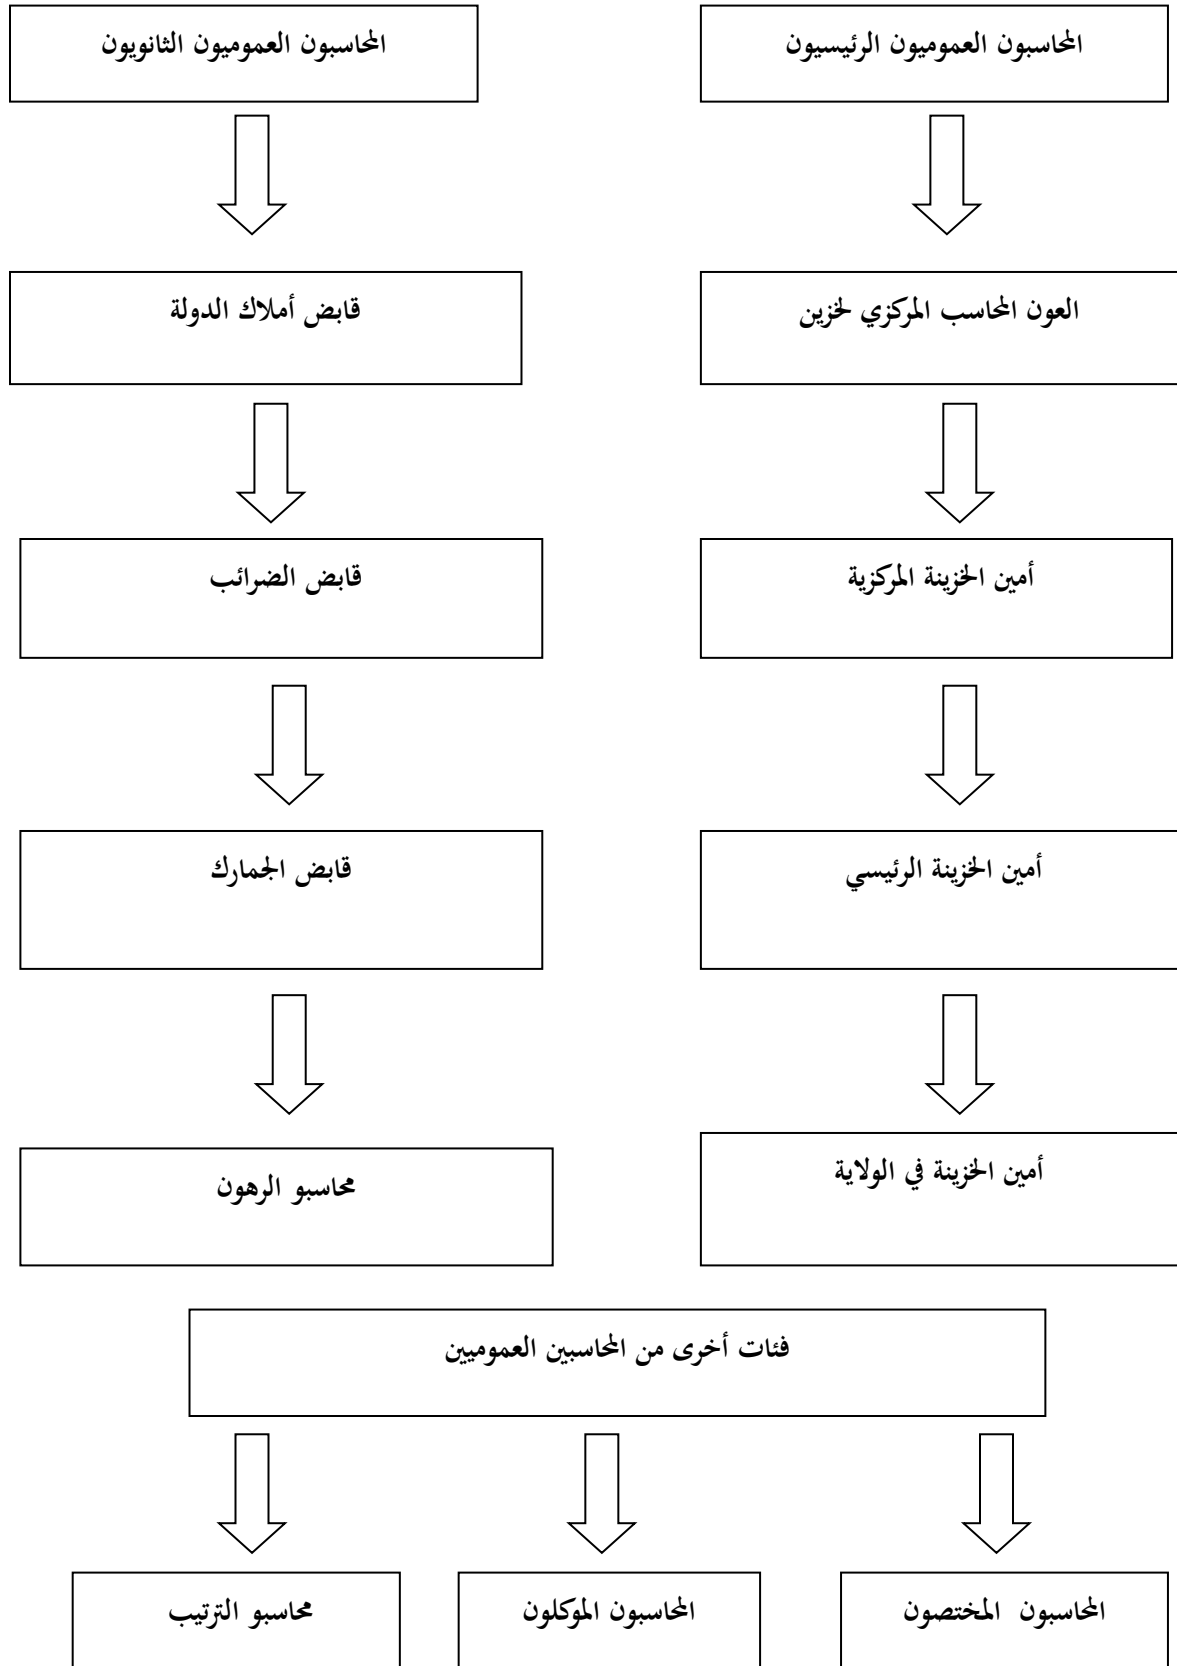 المحاسبون العموميون الرئيسيون
المحاسبون العموميون الثانويون
العون المحاسب المركزي لخزين
قابض أملاك الدولة
أمين الخزينة المركزية
قابض الضرائب
أمين الخزينة الرئيسي
قابض الجمارك
أمين الخزينة في الولاية
محاسبو الرهون
فئات أخرى من المحاسبين العموميين
المحاسبون المختصون
المحاسبون الموكلون
محاسبو الترتيب